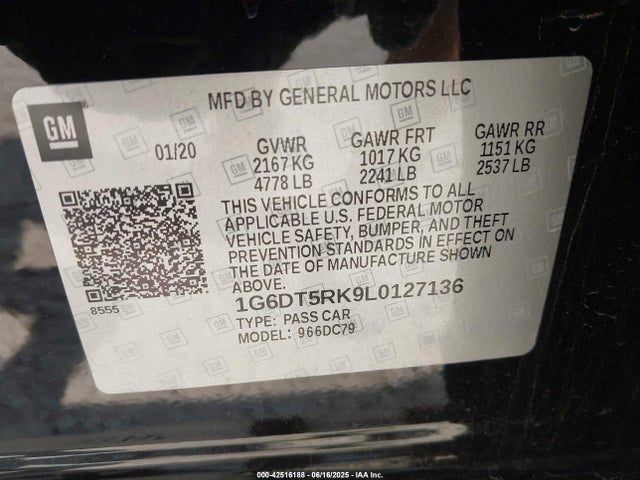 MFD BY GENERAL MOTORS LLC
GM
01/20 GVWR GAWR FRT GAWR RR
2167 KG 1017 KG 1151 KG
4778 LB 2241 LB 2537 LB
THIS VEHICLE CONFORMS TO ALL
APPLICABLE U.S. FEDERAL MOTOR
VEHICLE SAFETY, BUMPER, AND THEFT
PREVENTION STANDARDS IN EFFECT ON
THE DATE OF MANUFACTURE SHOWN
ABOVE.
8555
1G6DT5RK9L0127136
TYPE: PASS CAR
MODEL: 966DC79
000-42516188 - 06/16/2025 - IAA Inc.